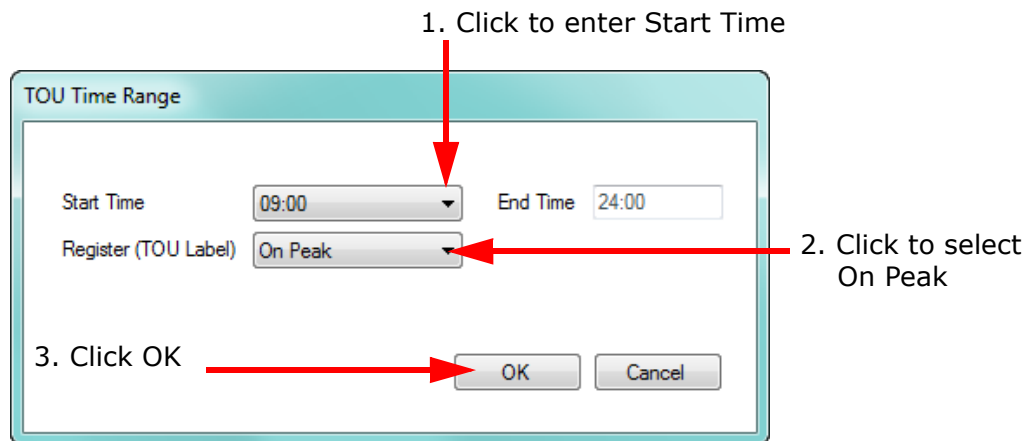 1. Click to enter Start Time
TOU Time Range
Start Time 09:00 End Time 24:00
Register (TOU Label) On Peak
2. Click to select
On Peak
3. Click OK
OK Cancel